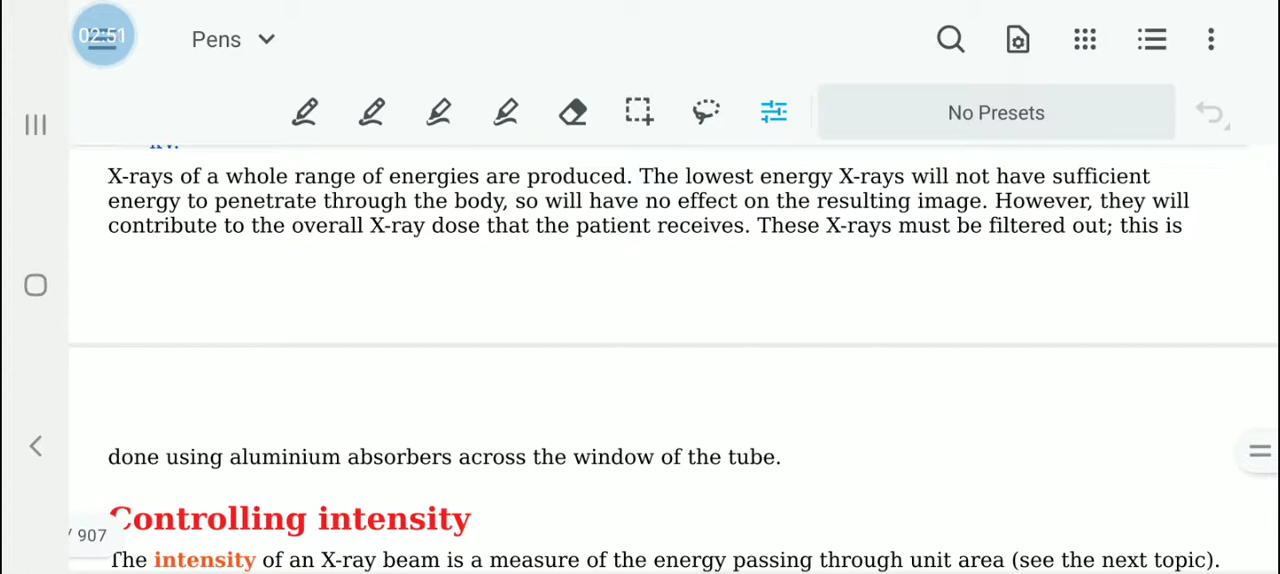 02:51
Pens
No Presets
X-rays of a whole range of energies are produced. The lowest energy X-rays will not have sufficient
energy to penetrate through the body, so will have no effect on the resulting image. However, they will
contribute to the overall X-ray dose that the patient receives. These X-rays must be filtered out; this is
done using aluminium absorbers across the window of the tube.
Controlling intensity
/ 907
The intensity of an X-ray beam is a measure of the energy passing through unit area (see the next topic).